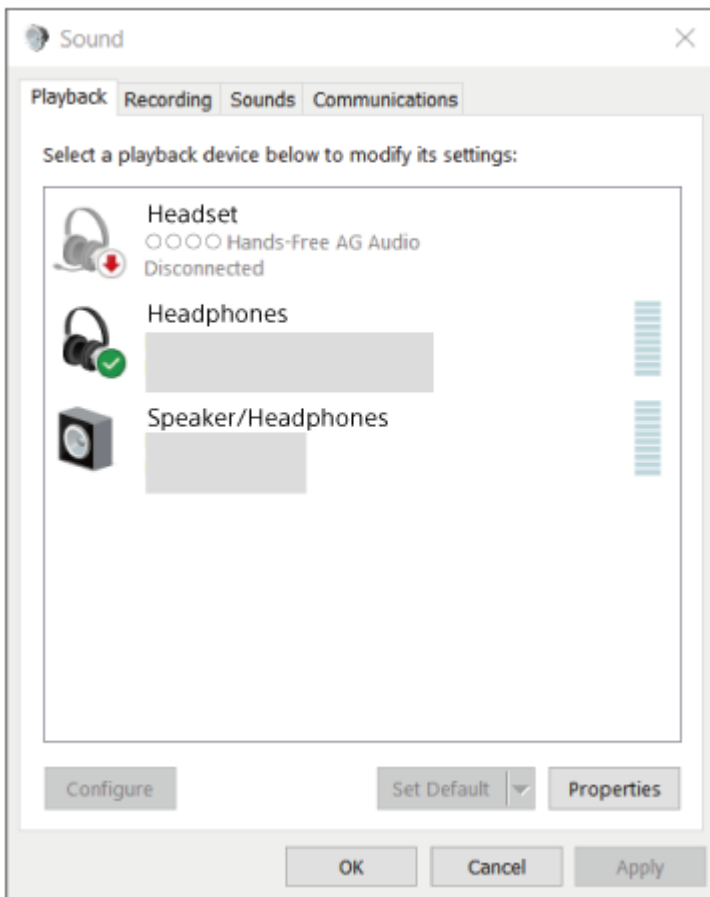 Sound
Playback Recording Sounds Communications
Select a playback device below to modify its settings:
Headset
○○○○ Hands-Free AG Audio
Disconnected
Headphones
Speaker/Headphones
Configure Set Default Properties
OK Cancel Apply